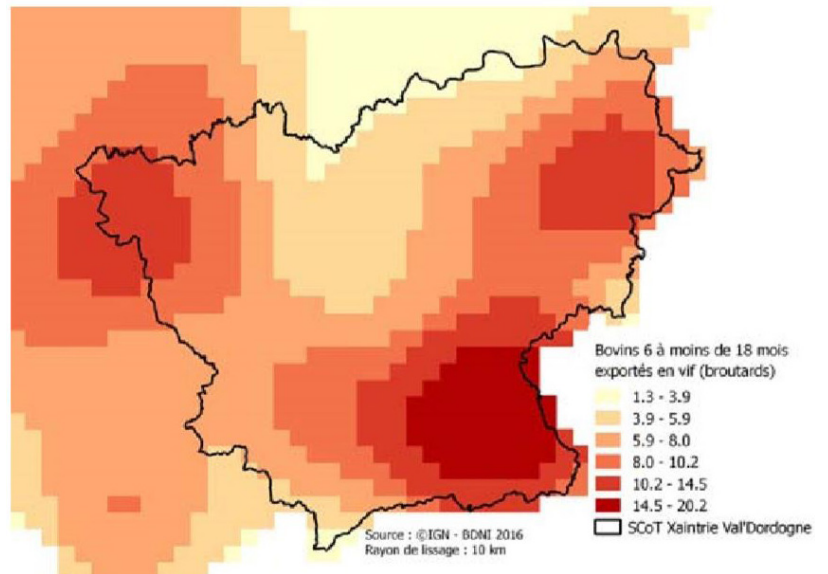 Bovins 6 à moins de 18 mois
exportés en vif (broutards)
1.3 - 3.9
3.9 - 5.9
5.9 - 8.0
8.0 - 10.2
10.2 - 14.5
14.5 - 20.2
SCoT Xaintrie Val'Dordogne
Source : ©IGN - BDNI 2016
Rayon de lissage : 10 km